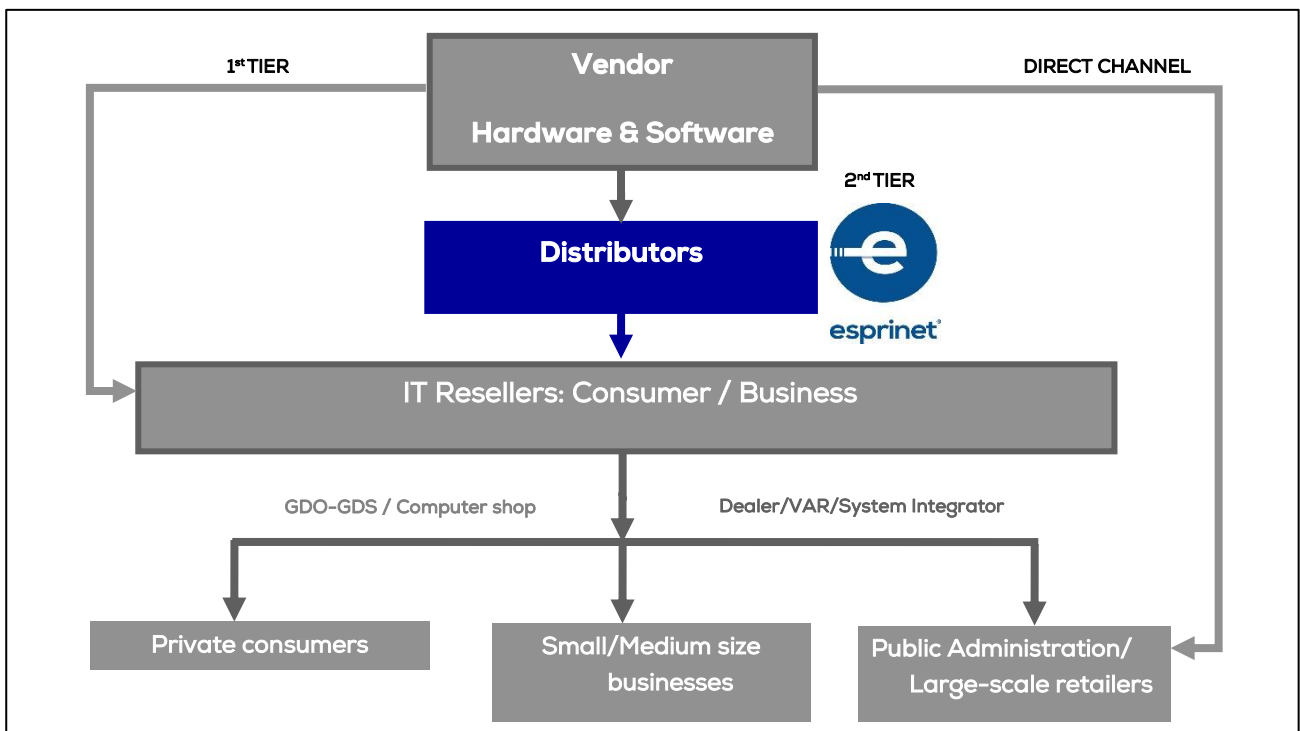 1st TIER
Vendor
Hardware & Software
DIRECT CHANNEL
2nd TIER
Distributors
e
esprinet®
IT Resellers: Consumer / Business
GDO-GDS / Computer shop
Dealer/VAR/System Integrator
Private consumers
Small/Medium size
businesses
Public Administration/
Large-scale retailers